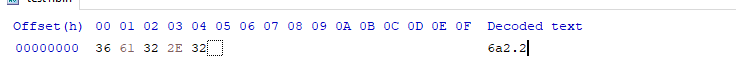 Offset(h) 00 01 02 03 04 05 06 07 08 09 0A 0B 0C 0D 0E 0F Decoded text
00000000 36 61 32 2E 32 6a2.2